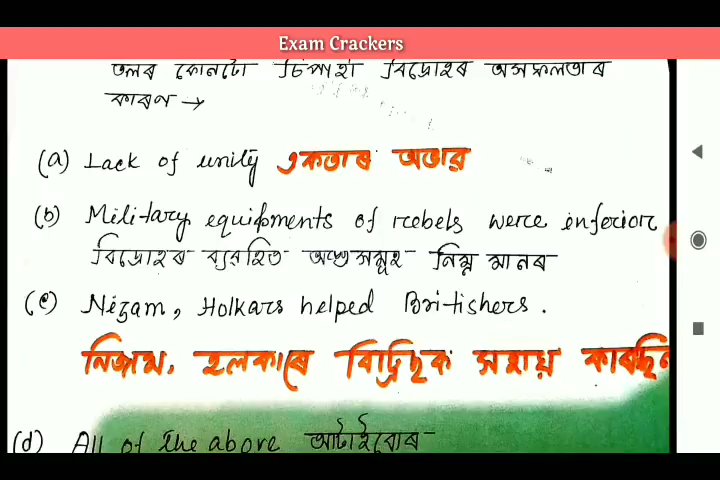 Exam Crackers
তলৰ কোনটো চিপাহী বিদ্ৰোহৰ অসফলতাৰ
কাৰণ →
(a) Lack of unity একতাৰ অভাৱ
(b) Military equipments of rebels were inferior
বিদ্ৰোহৰ ব্যৱহিত অস্ত্ৰসমূহ নিম্ন মানৰ
(c) Nizam, Holkars helped Britishers.
নিজাম, হলকাৰে বিট্ৰিছক সহায় কৰিছিল
(d) All of the above আটাইবোৰ